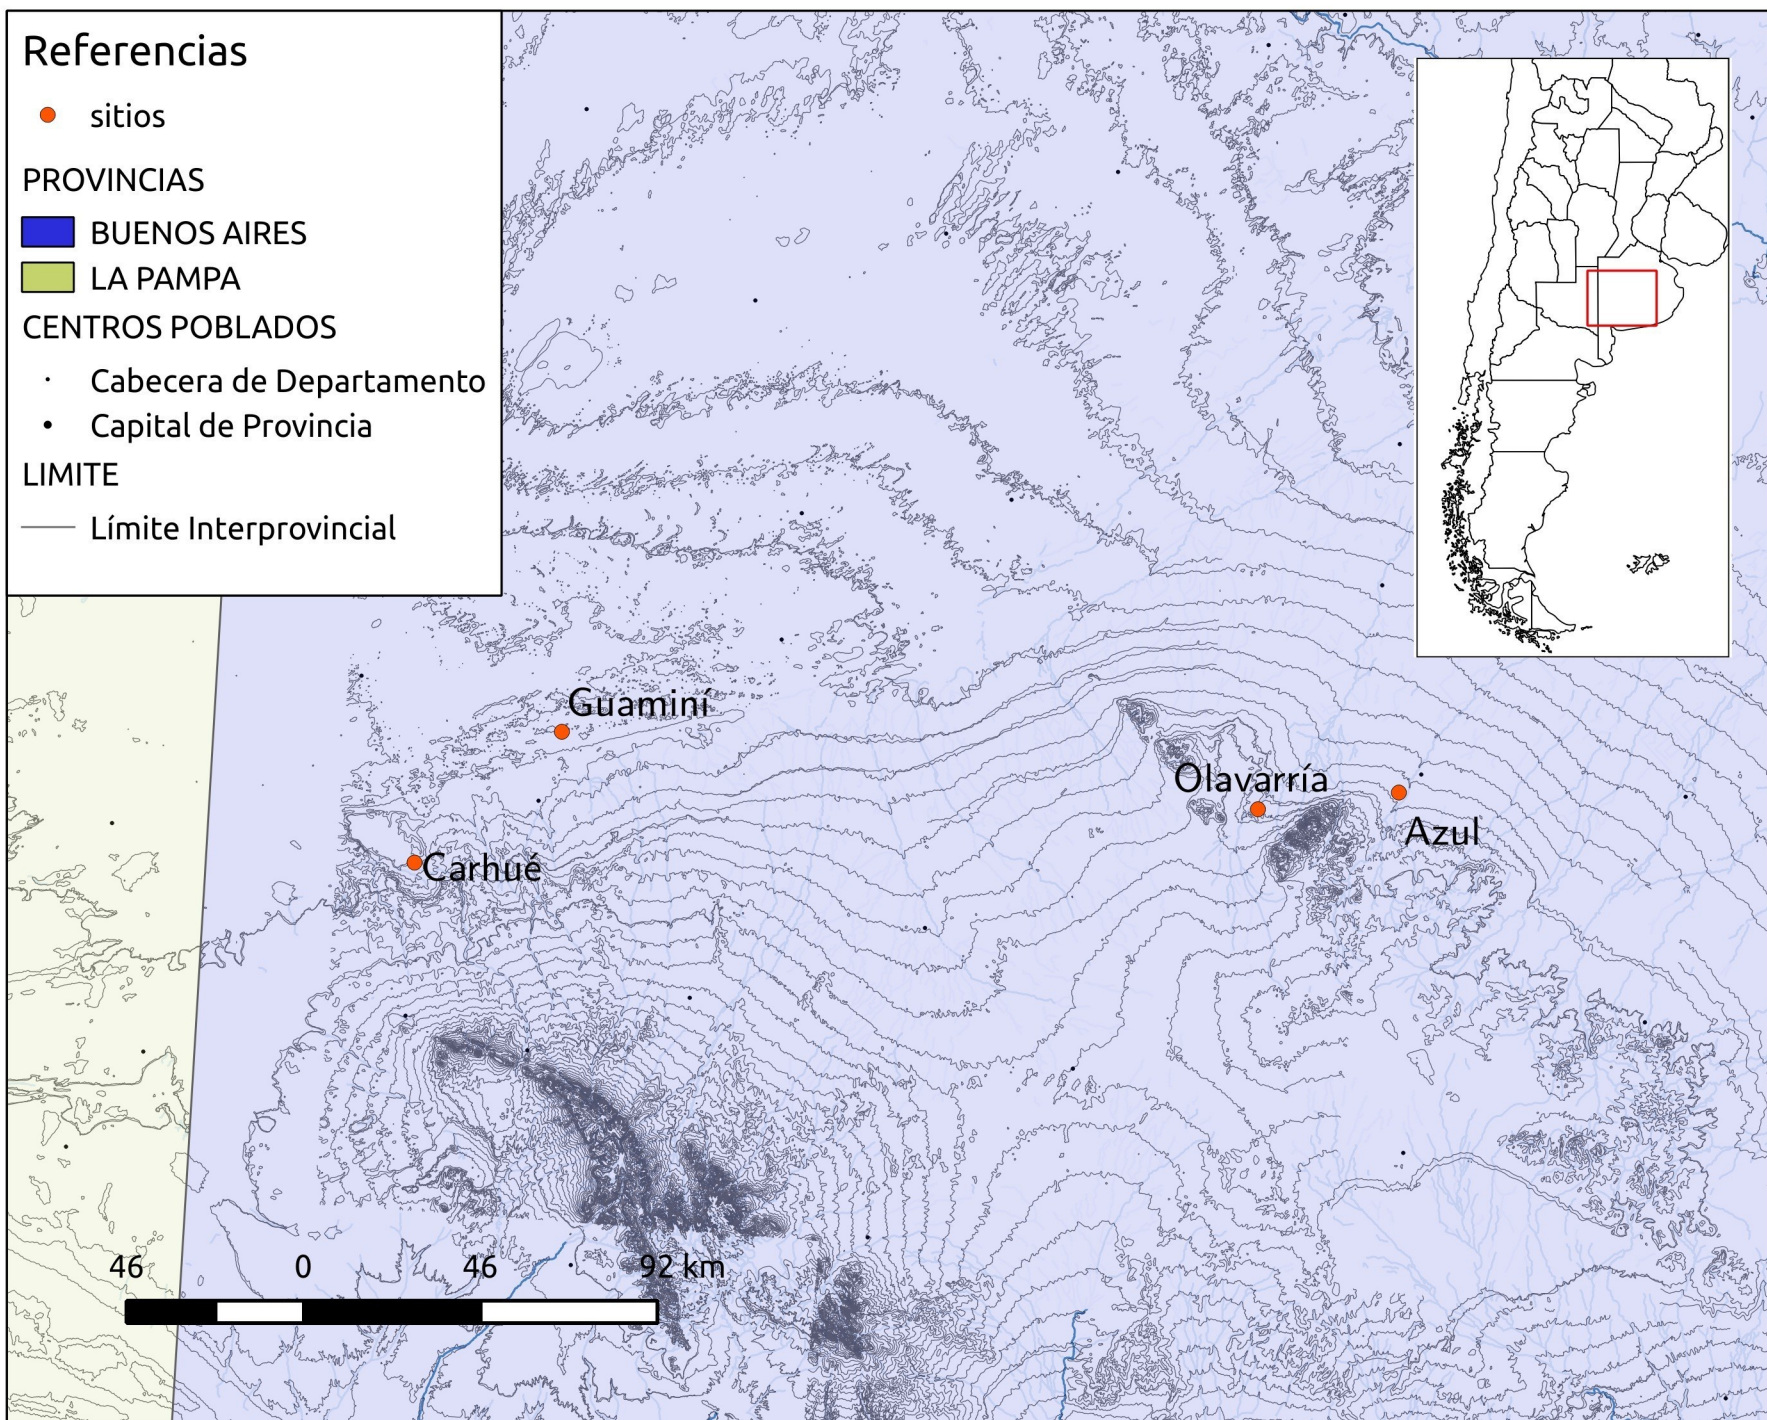 Referencias
sitios
PROVINCIAS
BUENOS AIRES
LA PAMPA
CENTROS POBLADOS
Cabecera de Departamento
Capital de Provincia
LIMITE
Límite Interprovincial
Guaminí
Olavarría
Azul
Carhué
46 0 46 92 km